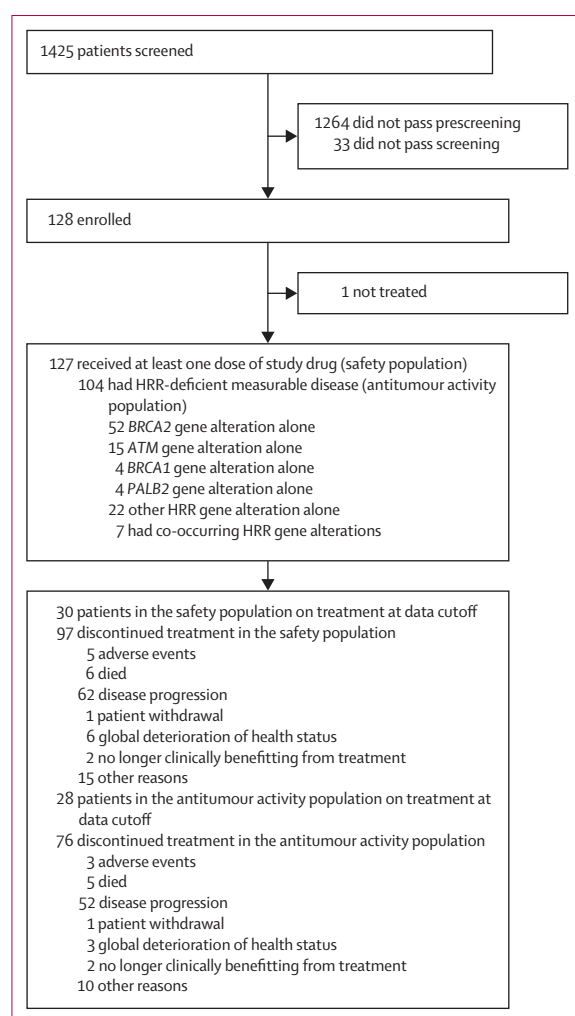 1425 patients screened
1264 did not pass prescreening
33 did not pass screening
128 enrolled
1 not treated
127 received at least one dose of study drug (safety population)
104 had HRR-deficient measurable disease (antitumour activity
population)
52 BRCA2 gene alteration alone
15 ATM gene alteration alone
4 BRCA1 gene alteration alone
4 PALB2 gene alteration alone
22 other HRR gene alteration alone
7 had co-occurring HRR gene alterations
30 patients in the safety population on treatment at data cutoff
97 discontinued treatment in the safety population
5 adverse events
6 died
62 disease progression
1 patient withdrawal
6 global deterioration of health status
2 no longer clinically benefitting from treatment
15 other reasons
28 patients in the antitumour activity population on treatment at
data cutoff
76 discontinued treatment in the antitumour activity population
3 adverse events
5 died
52 disease progression
1 patient withdrawal
3 global deterioration of health status
2 no longer clinically benefitting from treatment
10 other reasons